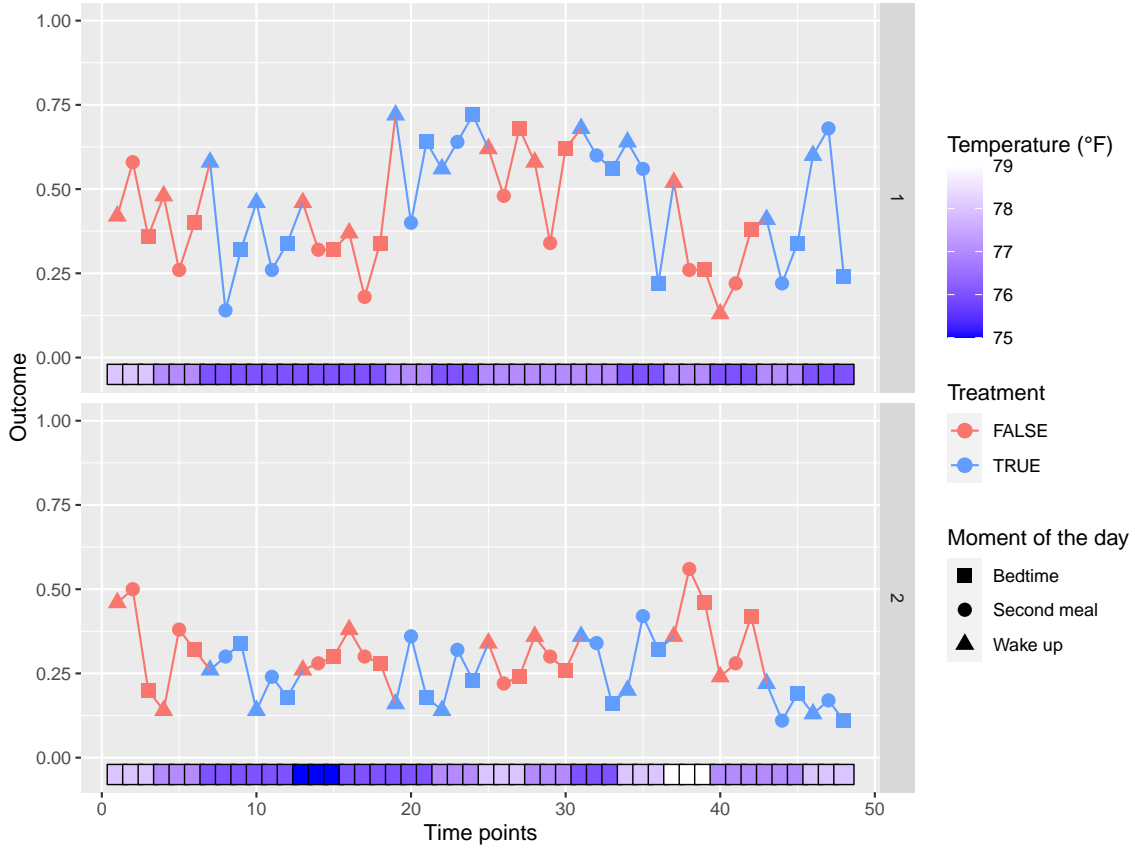 1.00
0.75
0.50
0.25
0.00
1
1.00
0.75
0.50
0.25
0.00
2
0 10 20 30 40 50
Time points
Outcome
Temperature (°F)
79
78
77
76
75
Treatment
FALSE
TRUE
Moment of the day
Bedtime
Second meal
Wake up